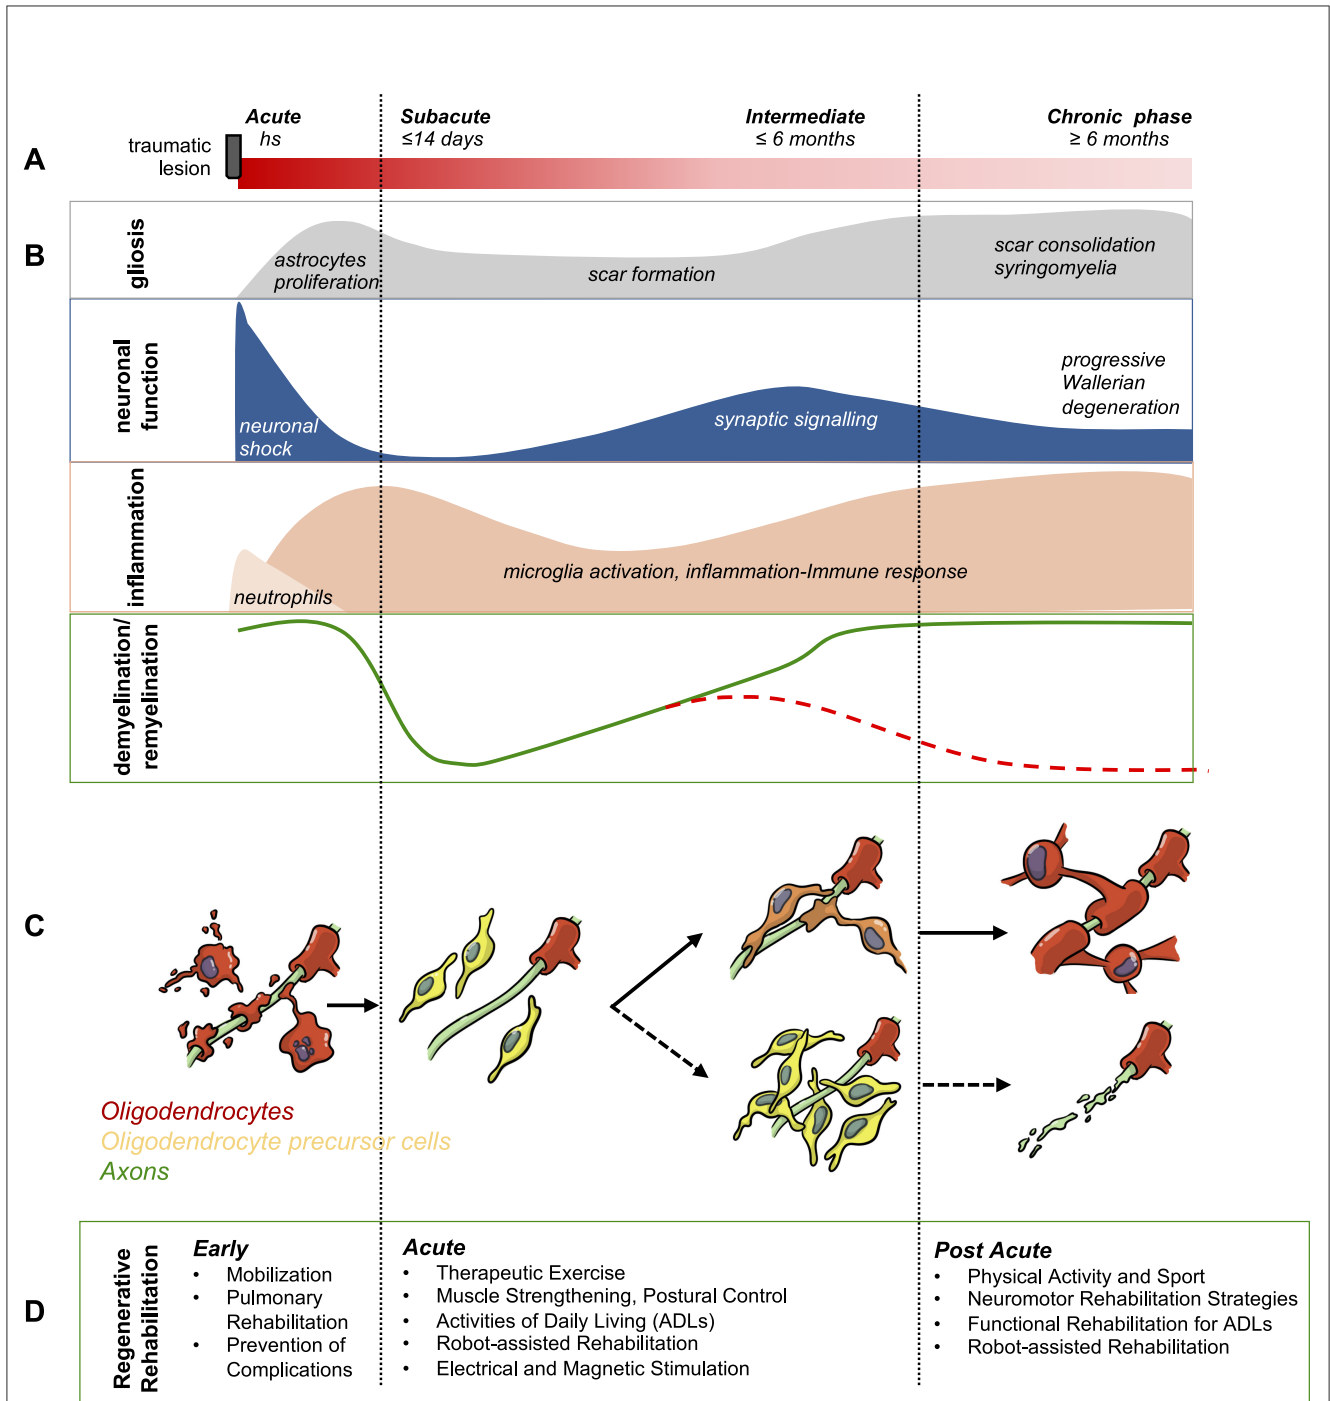 Acute
hs
Subacute
≤14 days
Intermediate
≤ 6 months
Chronic phase
≥ 6 months
A
traumatic
lesion
B
gliosis
astrocytes
proliferation
scar formation
scar consolidation
syringomyelia
neuronal
function
neuronal
shock
synaptic signalling
progressive
Wallerian
degeneration
inflammation
neutrophils
microglia activation, inflammation-Immune response
demyelination/
remyelination
C
Oligodendrocytes
Oligodendrocyte precursor cells
Axons
D
Regenerative
Rehabilitation
Early
• Mobilization
• Pulmonary
Rehabilitation
• Prevention of
Complications
Acute
• Therapeutic Exercise
• Muscle Strengthening, Postural Control
• Activities of Daily Living (ADLs)
• Robot-assisted Rehabilitation
• Electrical and Magnetic Stimulation
Post Acute
• Physical Activity and Sport
• Neuromotor Rehabilitation Strategies
• Functional Rehabilitation for ADLs
• Robot-assisted Rehabilitation